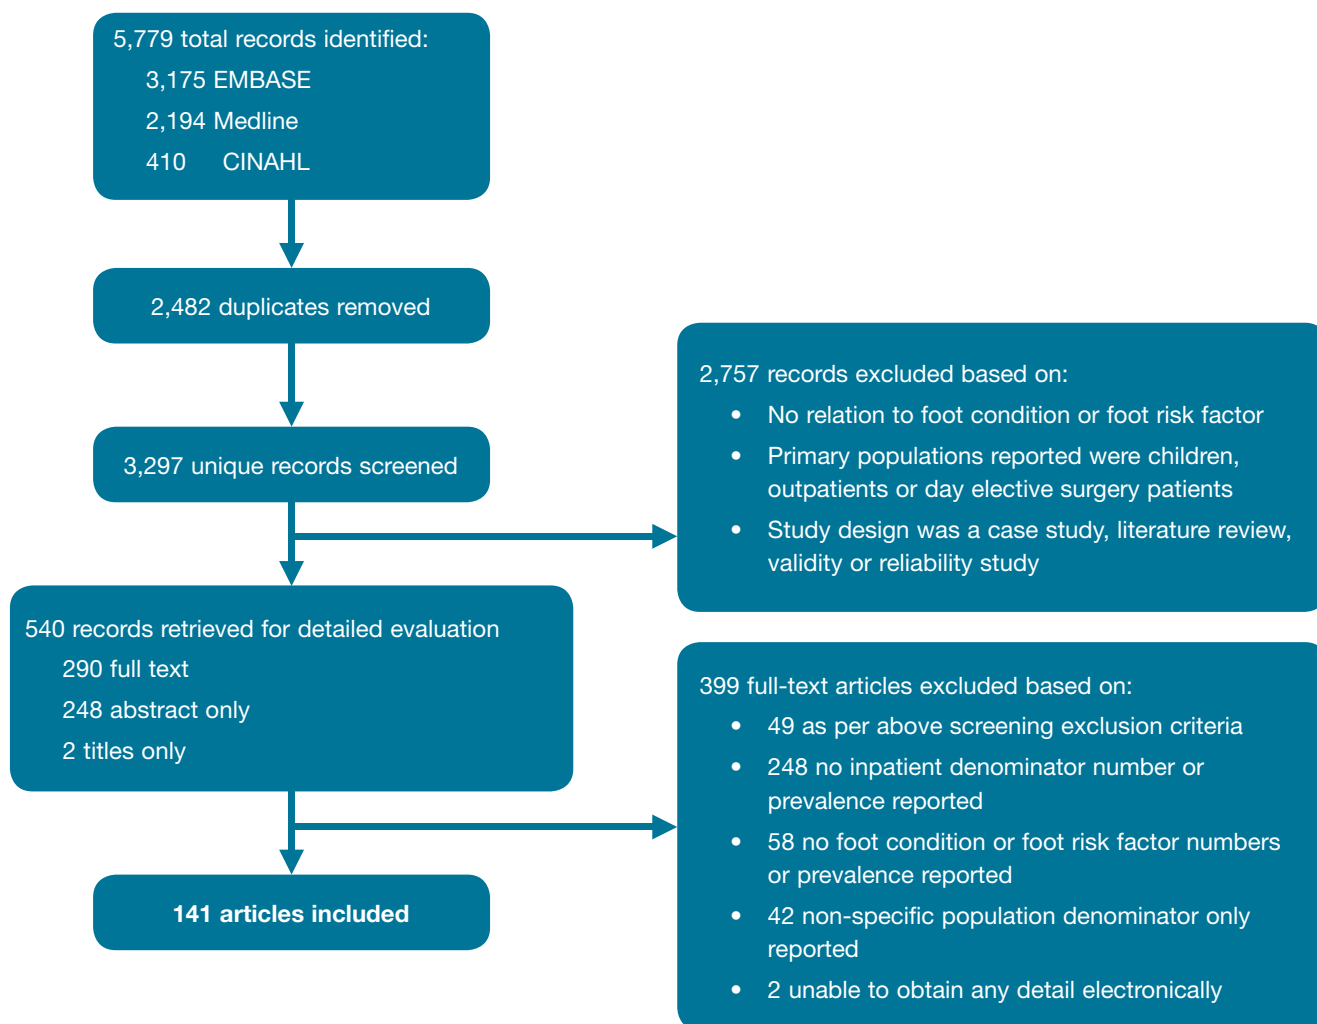 5,779 total records identified:
3,175 EMBASE
2,194 Medline
410 CINAHL
2,482 duplicates removed
3,297 unique records screened
2,757 records excluded based on:
• No relation to foot condition or foot risk factor
• Primary populations reported were children,
outpatients or day elective surgery patients
• Study design was a case study, literature review,
validity or reliability study
540 records retrieved for detailed evaluation
290 full text
248 abstract only
2 titles only
399 full-text articles excluded based on:
• 49 as per above screening exclusion criteria
• 248 no inpatient denominator number or
prevalence reported
• 58 no foot condition or foot risk factor numbers
or prevalence reported
• 42 non-specific population denominator only
reported
• 2 unable to obtain any detail electronically
141 articles included